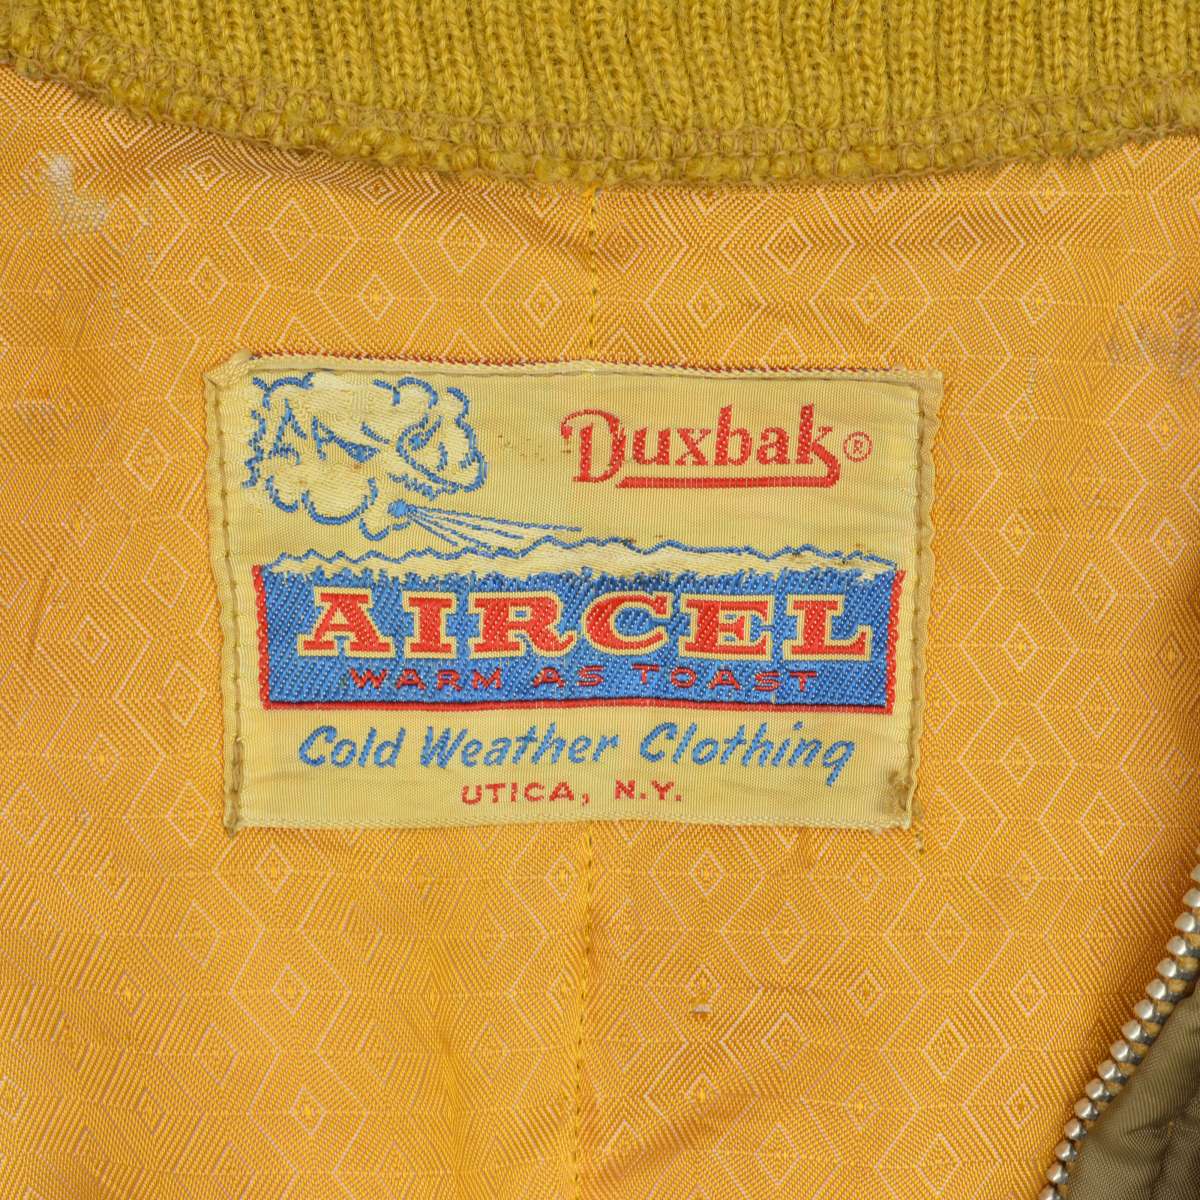 Duxbak®
AIRCEL
WARM AS TOAST
Cold Weather Clothing
UTICA, N.Y.